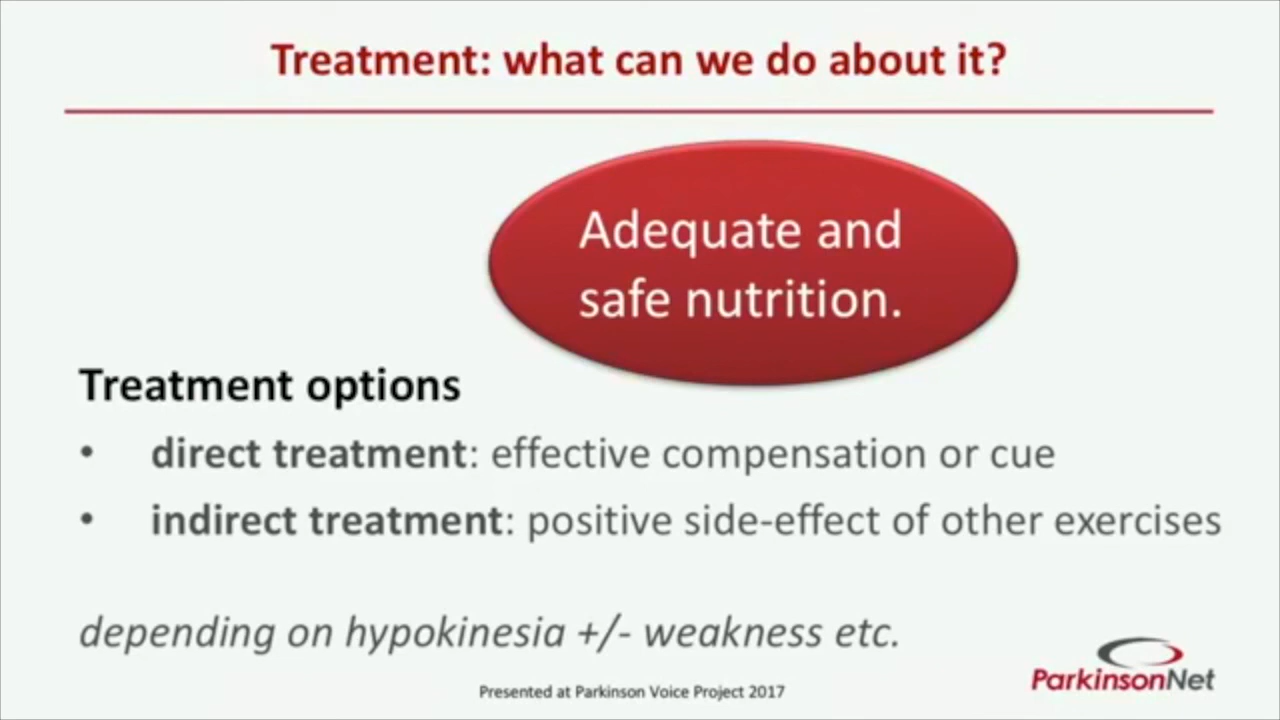 Treatment: what can we do about it?
Adequate and
safe nutrition.
Treatment options
• direct treatment: effective compensation or cue
• indirect treatment: positive side-effect of other exercises
depending on hypokinesia +/- weakness etc.
ParkinsonNet
Presented at Parkinson Voice Project 2017